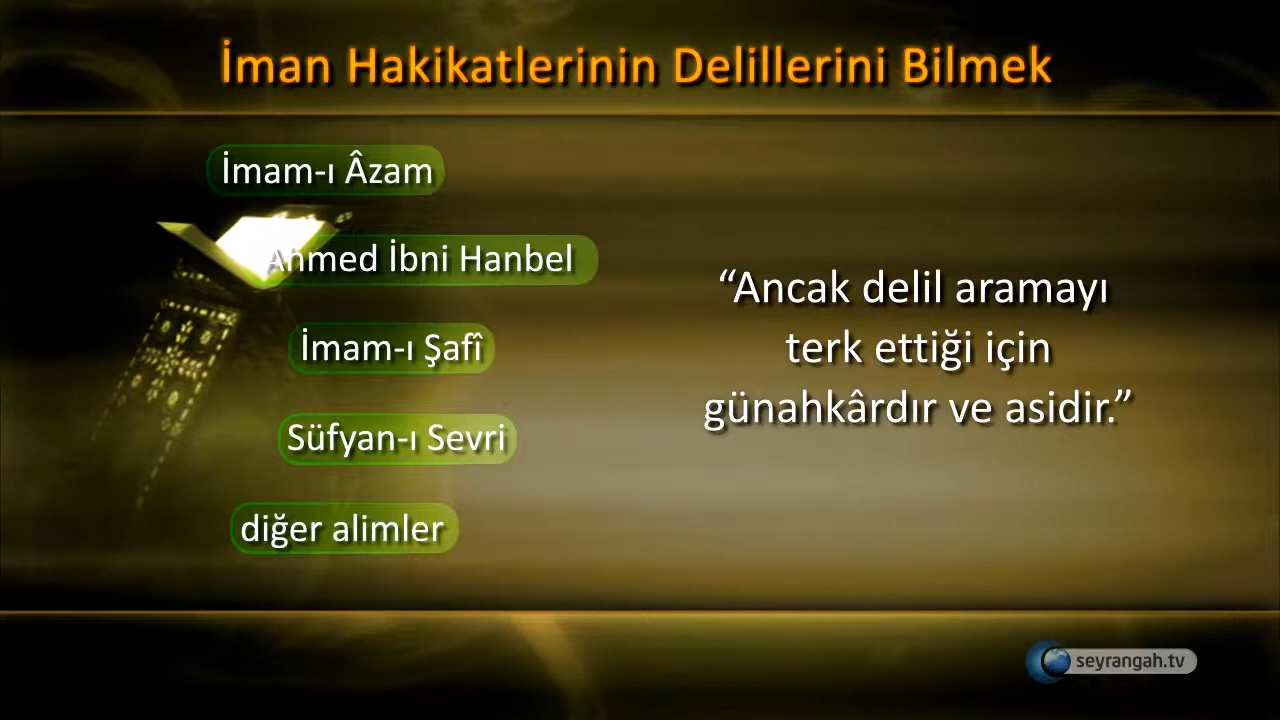 İman Hakikatlerinin Delillerini Bilmek
İmam-ı Âzam
Ahmed İbni Hanbel
İmam-ı Şafî
Süfyan-ı Sevri
diğer alimler
“Ancak delil aramayı
terk ettiği için
günahkârdır ve asidir.”
seyrangah.tv